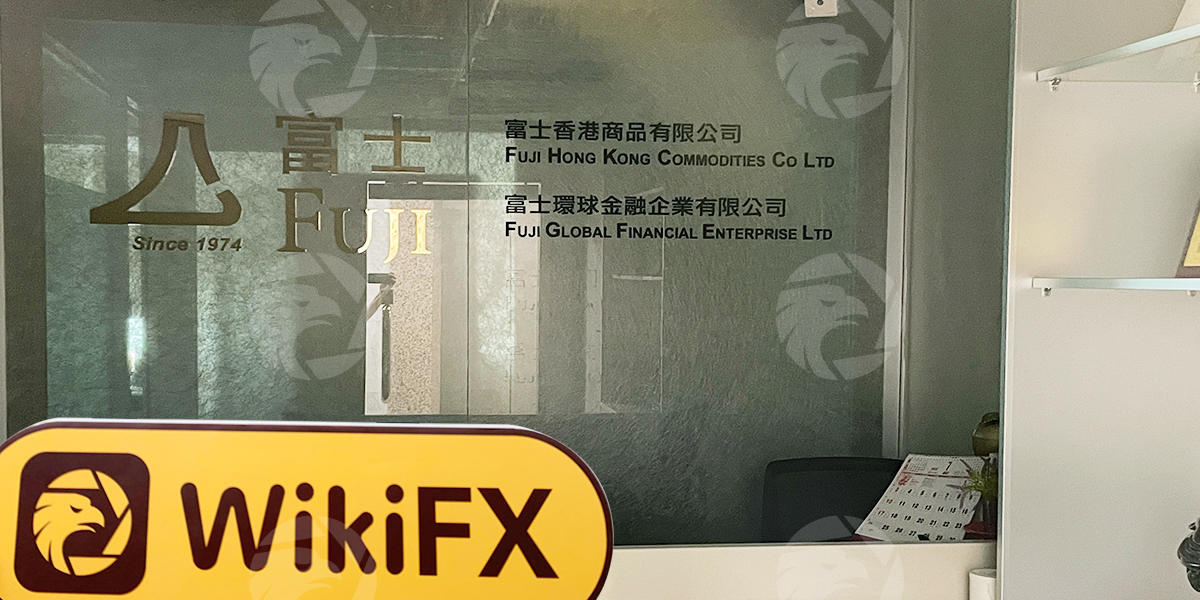 富士
FUJI
Since 1974
富士香港商品有限公司
FUJI HONG KONG COMMODITIES CO LTD
富士環球金融企業有限公司
FUJI GLOBAL FINANCIAL ENTERPRISE LTD
WikiFX